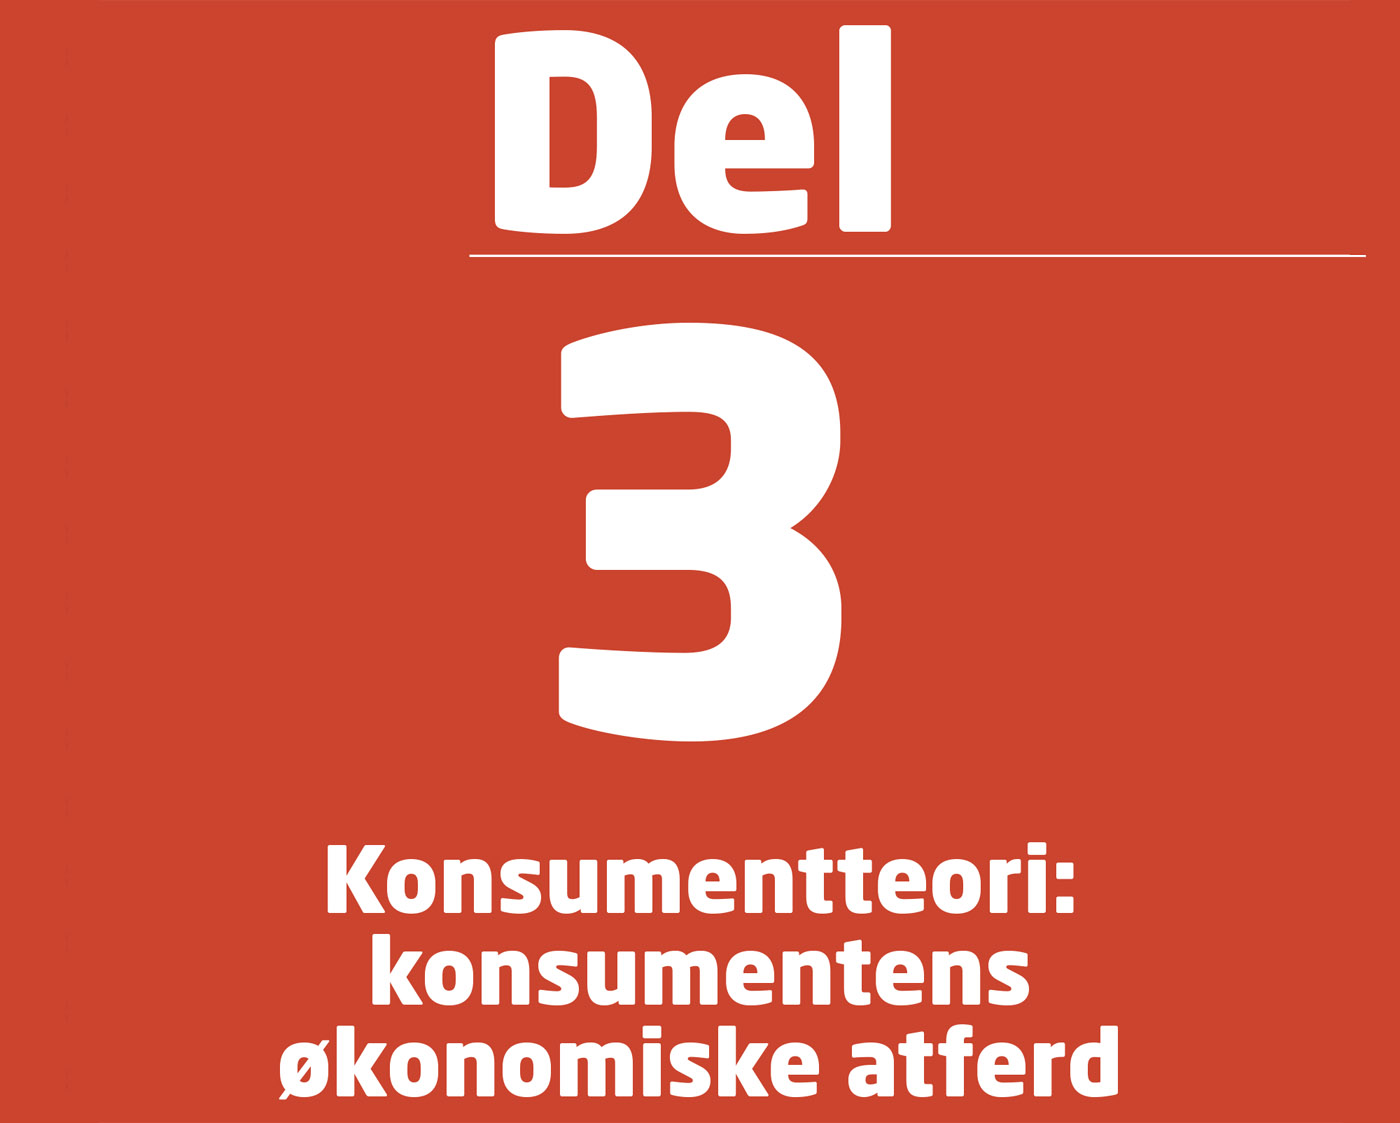 Del
3
Konsumentteori:
konsumentens
økonomiske atferd